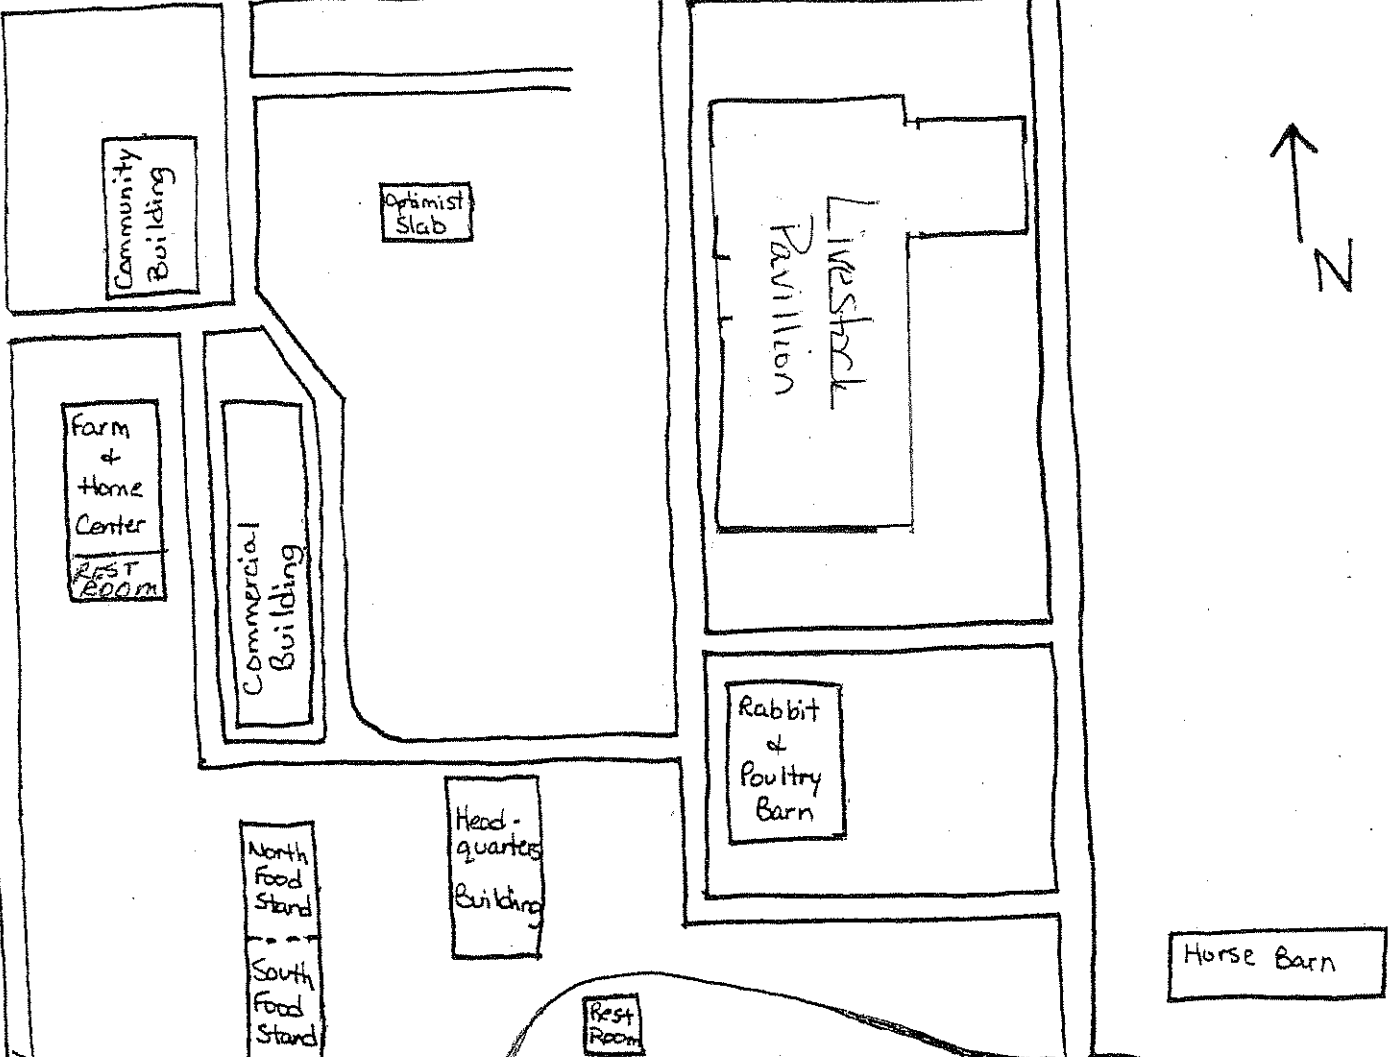 Community
Building
Optimist
Slab
Livestock
Pavillion
N
Farm
&
Home
Center
REST
ROOM
Commercial
Building
Rabbit
&
Poultry
Barn
Head-
quarters
Building
North
Food
Stand
South
Food
Stand
Rest
Room
Horse Barn